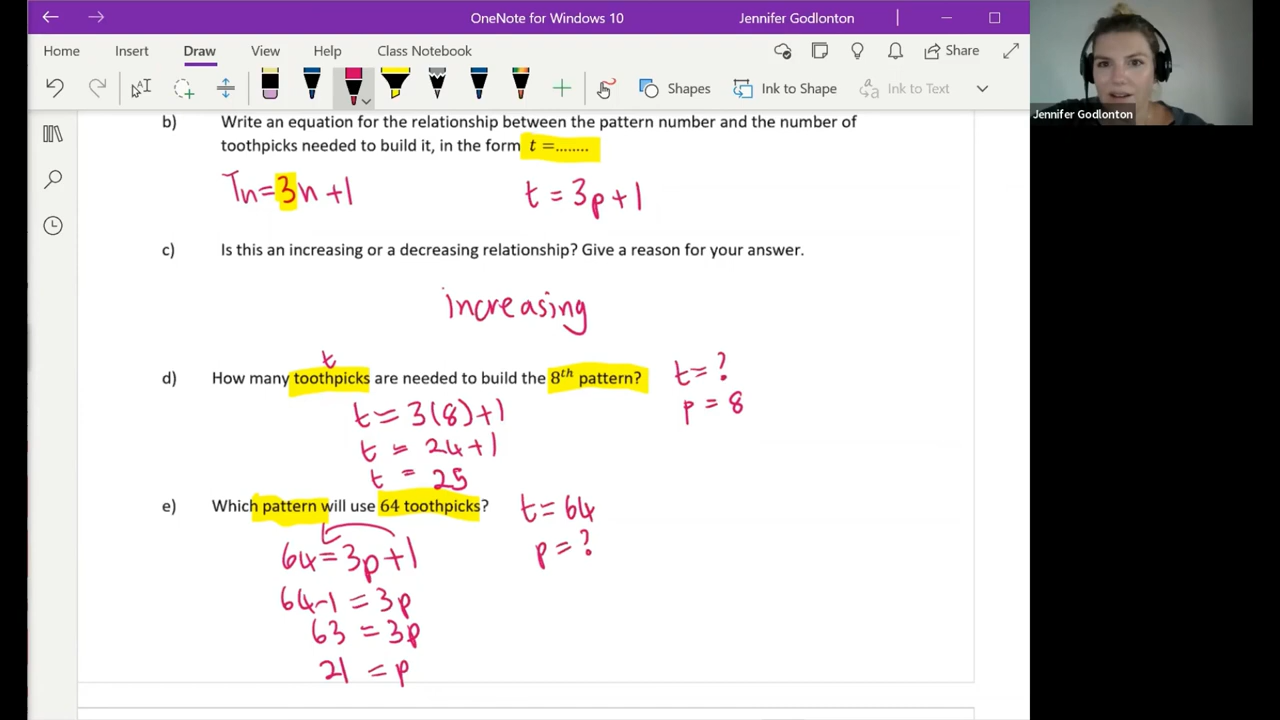 OneNote for Windows 10
Jennifer Godlonton
Home Insert Draw View Help Class Notebook Share
Shapes Ink to Shape Ink to Text
Jennifer Godlonton
b) Write an equation for the relationship between the pattern number and the number of
toothpicks needed to build it, in the form t =........
Tn=3n+1 t = 3p+1
c) Is this an increasing or a decreasing relationship? Give a reason for your answer.
increasing
t
d) How many toothpicks are needed to build the 8th pattern? t= ?
p = 8
t = 3(8)+1
t = 24+1
t = 25
e) Which pattern will use 64 toothpicks? t= 64
p = ?
64=3p+1
64-1 = 3p
63 = 3p
21 = p